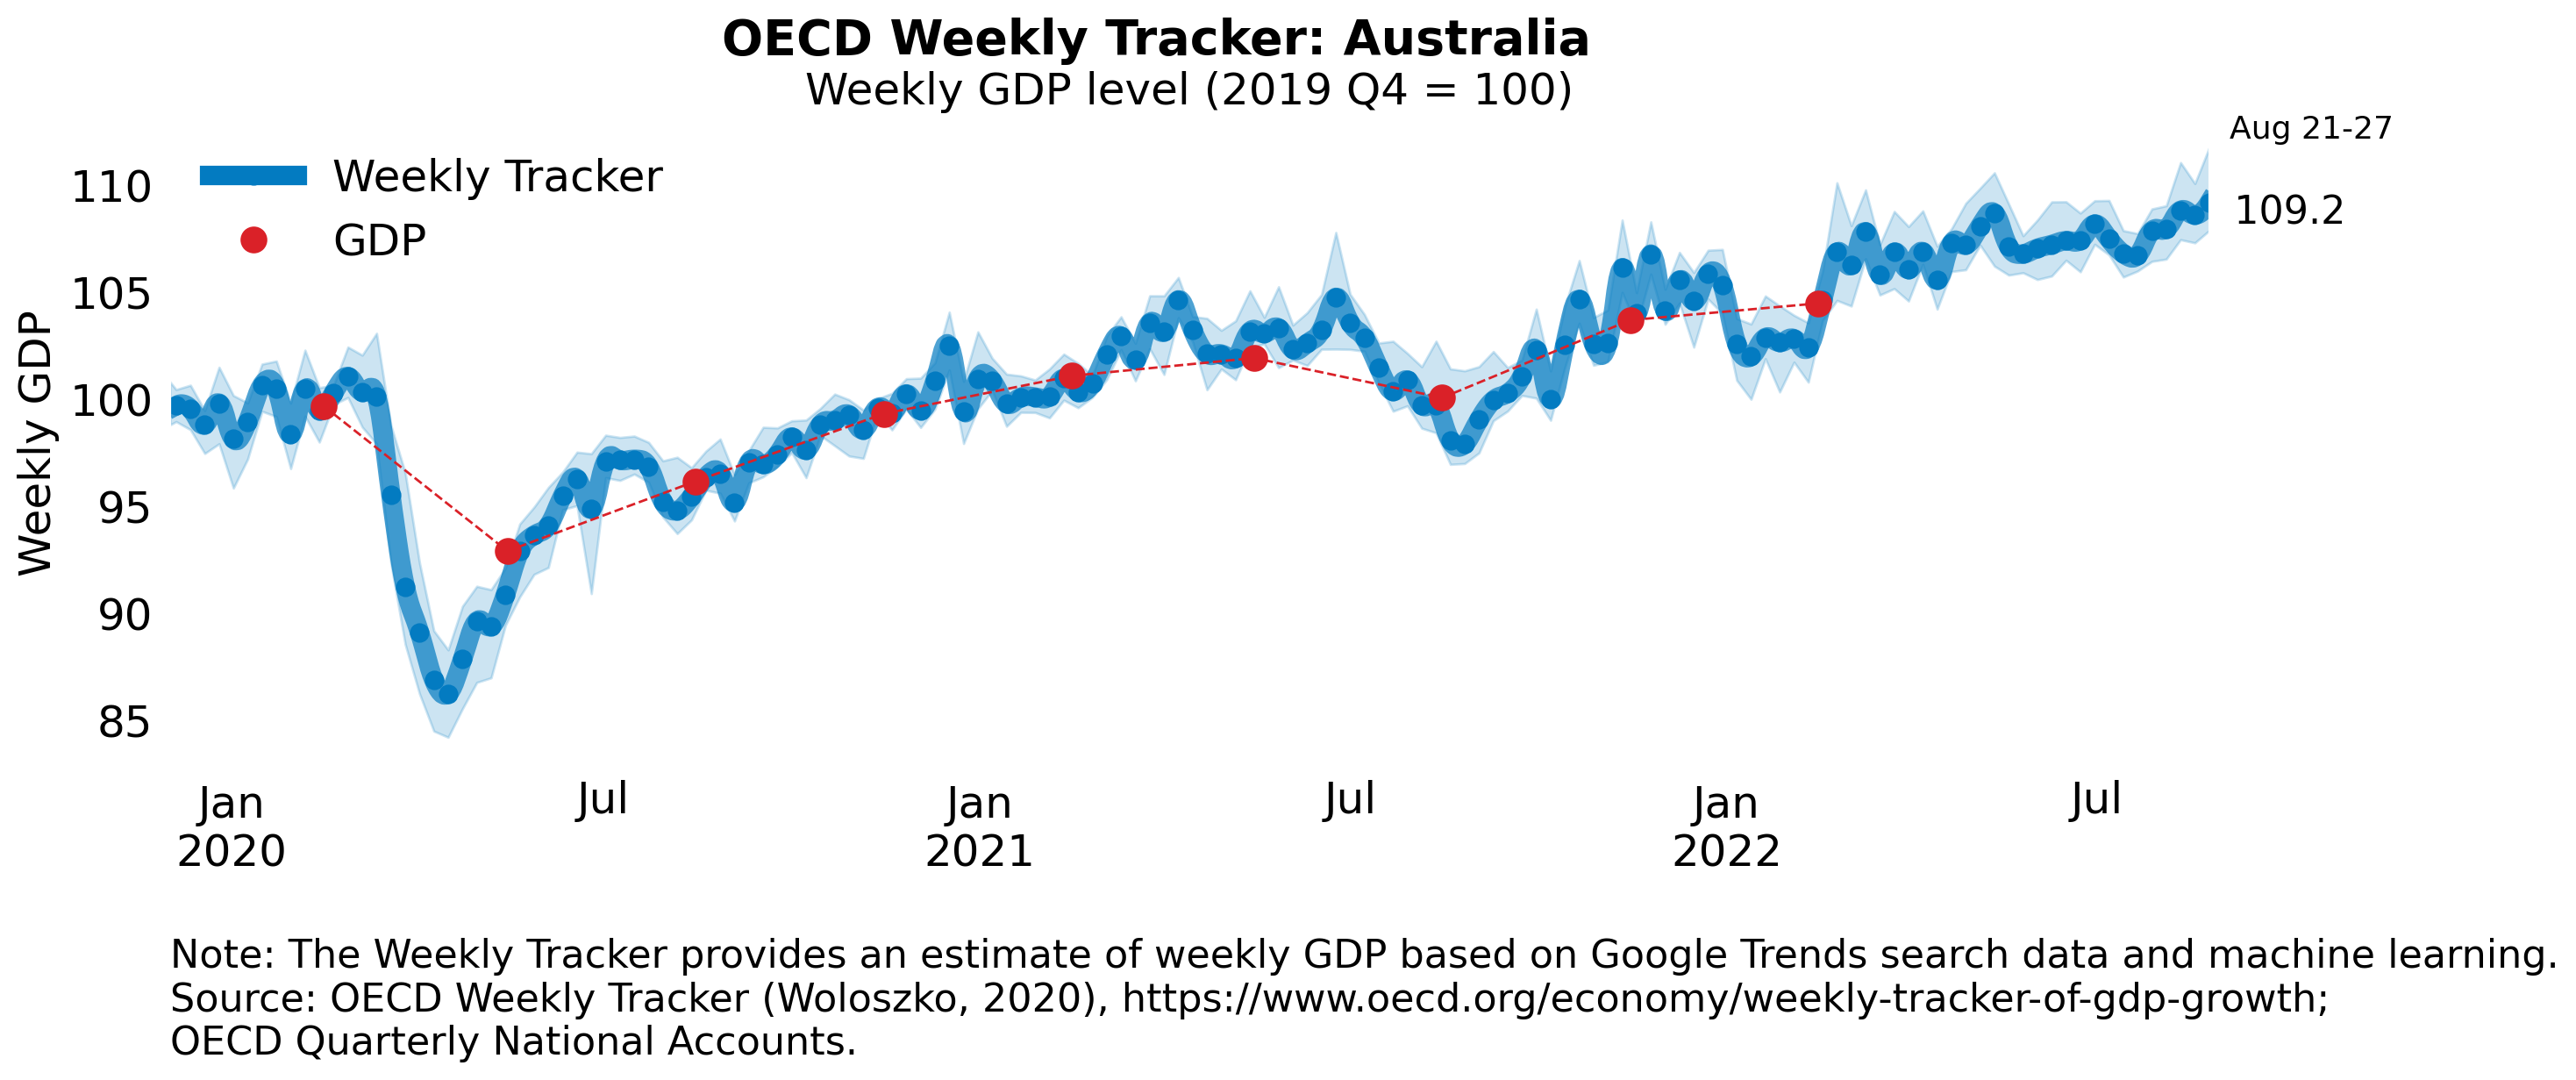 OECD Weekly Tracker: Australia
Weekly GDP level (2019 Q4 = 100)
Aug 21-27
109.2
Weekly Tracker
GDP
Weekly GDP
110
105
100
95
90
85
Jan
2020
Jul
Jan
2021
Jul
Jan
2022
Jul
Note: The Weekly Tracker provides an estimate of weekly GDP based on Google Trends search data and machine learning.
Source: OECD Weekly Tracker (Woloszko, 2020), https://www.oecd.org/economy/weekly-tracker-of-gdp-growth;
OECD Quarterly National Accounts.